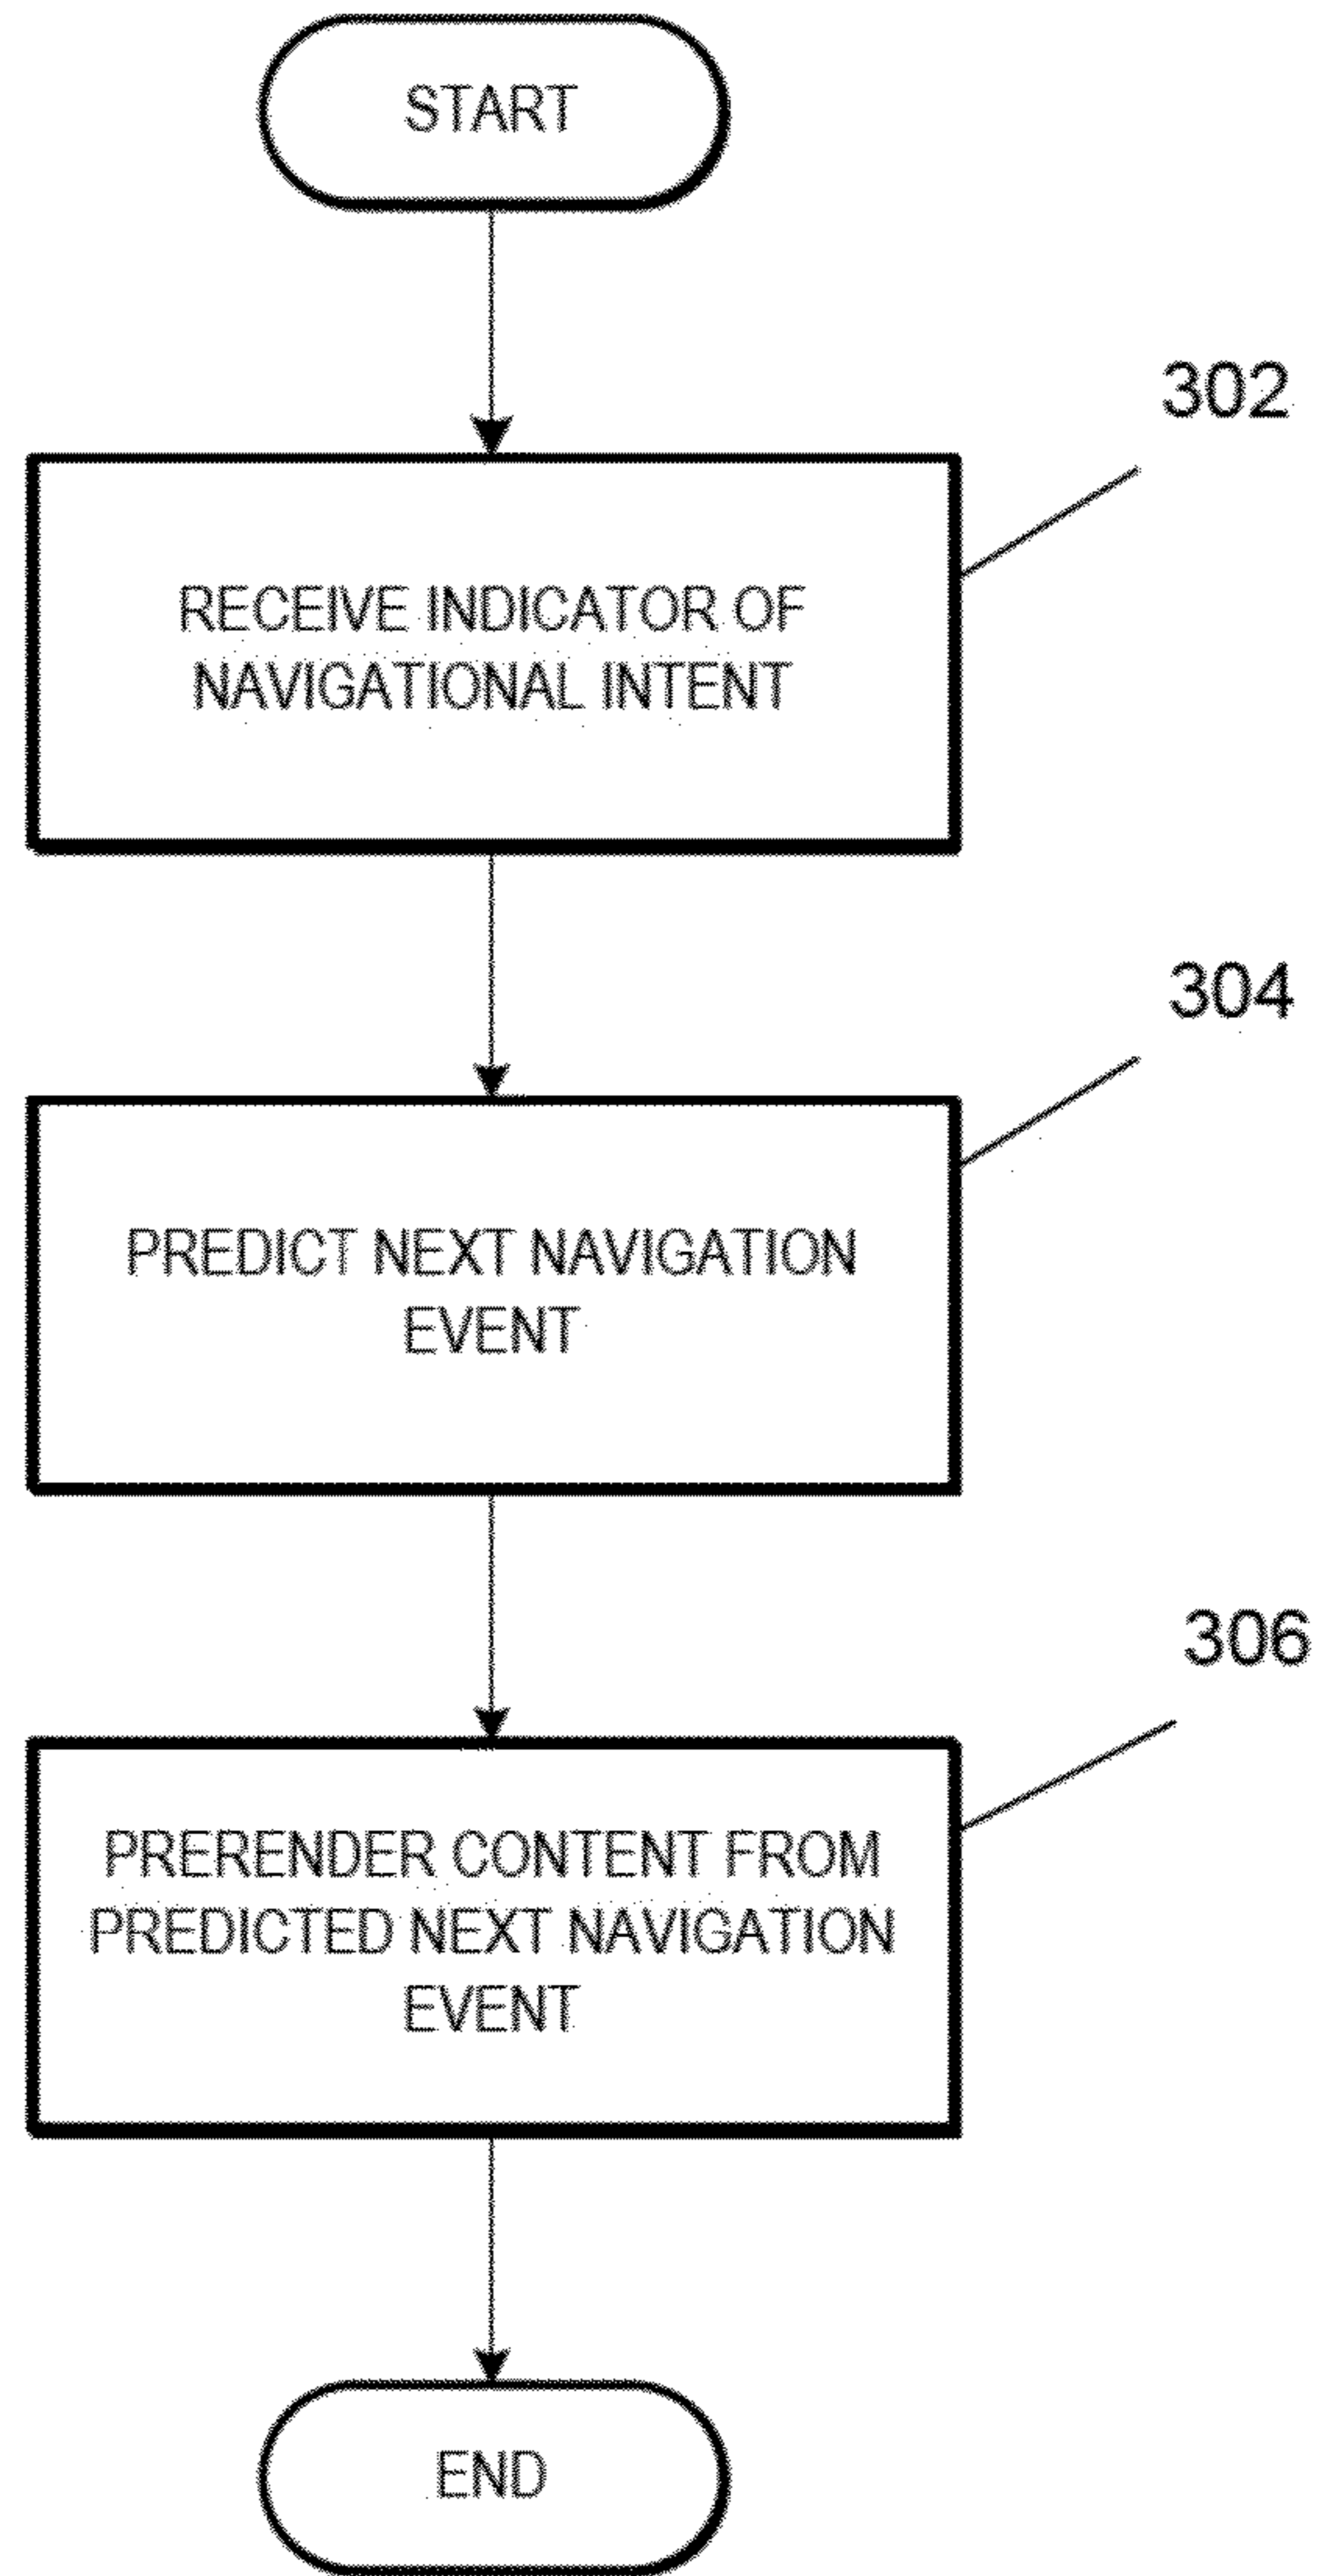 START
302
RECEIVE INDICATOR OF
NAVIGATIONAL INTENT
304
PREDICT NEXT NAVIGATION
EVENT
306
PRERENDER CONTENT FROM
PREDICTED NEXT NAVIGATION
EVENT
END